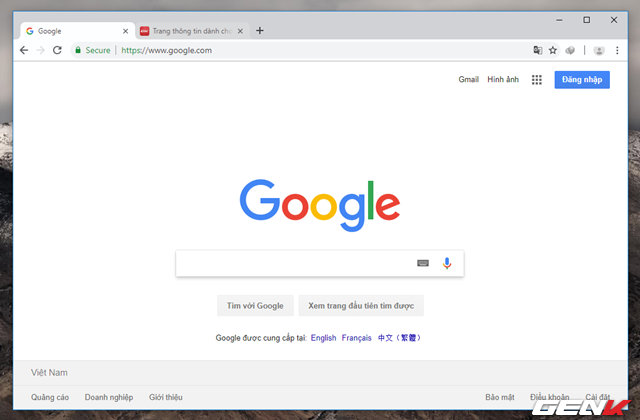 Google
Trang thông tin dành cho
Secure
https://www.google.com
Gmail
Hình ảnh
Đăng nhập
Google
Tìm với Google
Xem trang đầu tiên tìm được
Google được cung cấp tại: English Français 中文（繁體）
Việt Nam
Quảng cáo Doanh nghiệp Giới thiệu Bảo mật Điều khoản Cài đặt
GENK